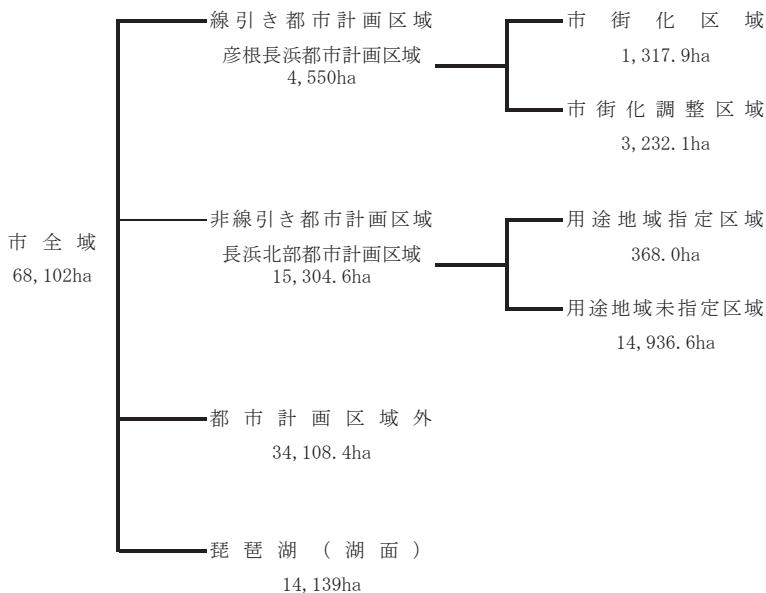 市全域
68,102ha
線引き都市計画区域
彦根長浜都市計画区域
4,550ha
市街化区域
1,317.9ha
市街化調整区域
3,232.1ha
非線引き都市計画区域
長浜北部都市計画区域
15,304.6ha
用途地域指定区域
368.0ha
用途地域未指定区域
14,936.6ha
都市計画区域外
34,108.4ha
琵琶湖(湖面)
14,139ha